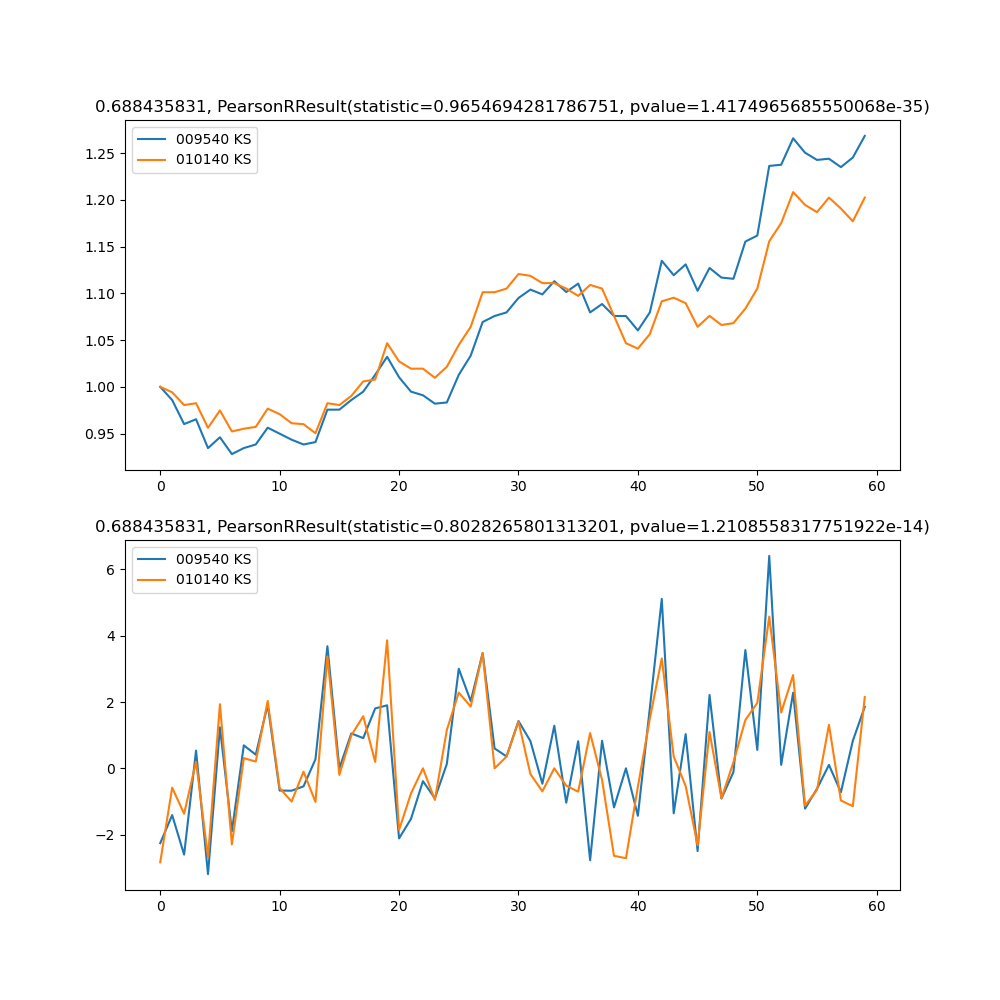 0.688435831, PearsonRResult(statistic=0.9654694281786751, pvalue=1.4174965685550068e-35)
009540 KS
010140 KS
1.25
1.20
1.15
1.10
1.05
1.00
0.95
0 10 20 30 40 50 60
0.688435831, PearsonRResult(statistic=0.8028265801313201, pvalue=1.2108558317751922e-14)
009540 KS
010140 KS
6
4
2
0
−2
0 10 20 30 40 50 60